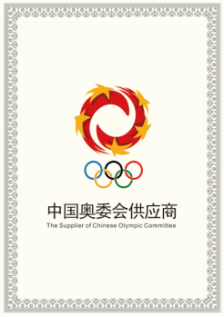 中国奥委会供应商
The Supplier of Chinese Olympic Committee